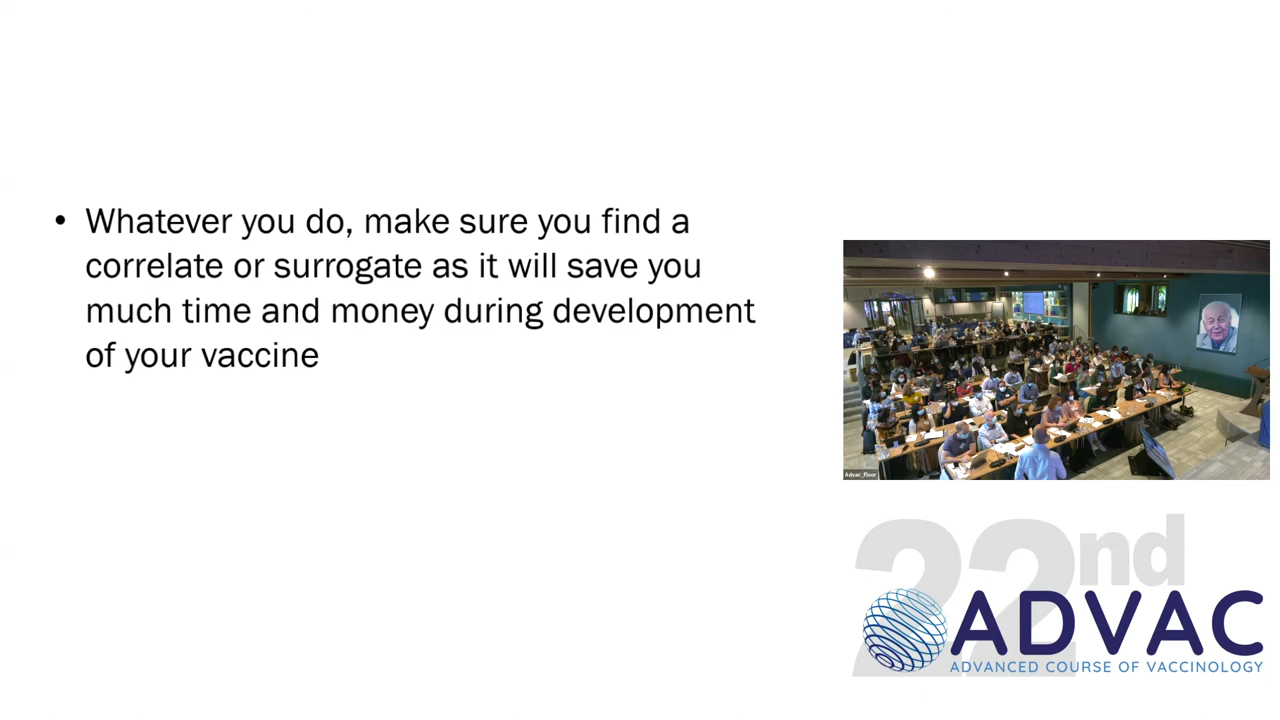 • Whatever you do, make sure you find a
correlate or surrogate as it will save you
much time and money during development
of your vaccine
Advac_Floor
22nd
ADVAC
ADVANCED COURSE OF VACCINOLOGY